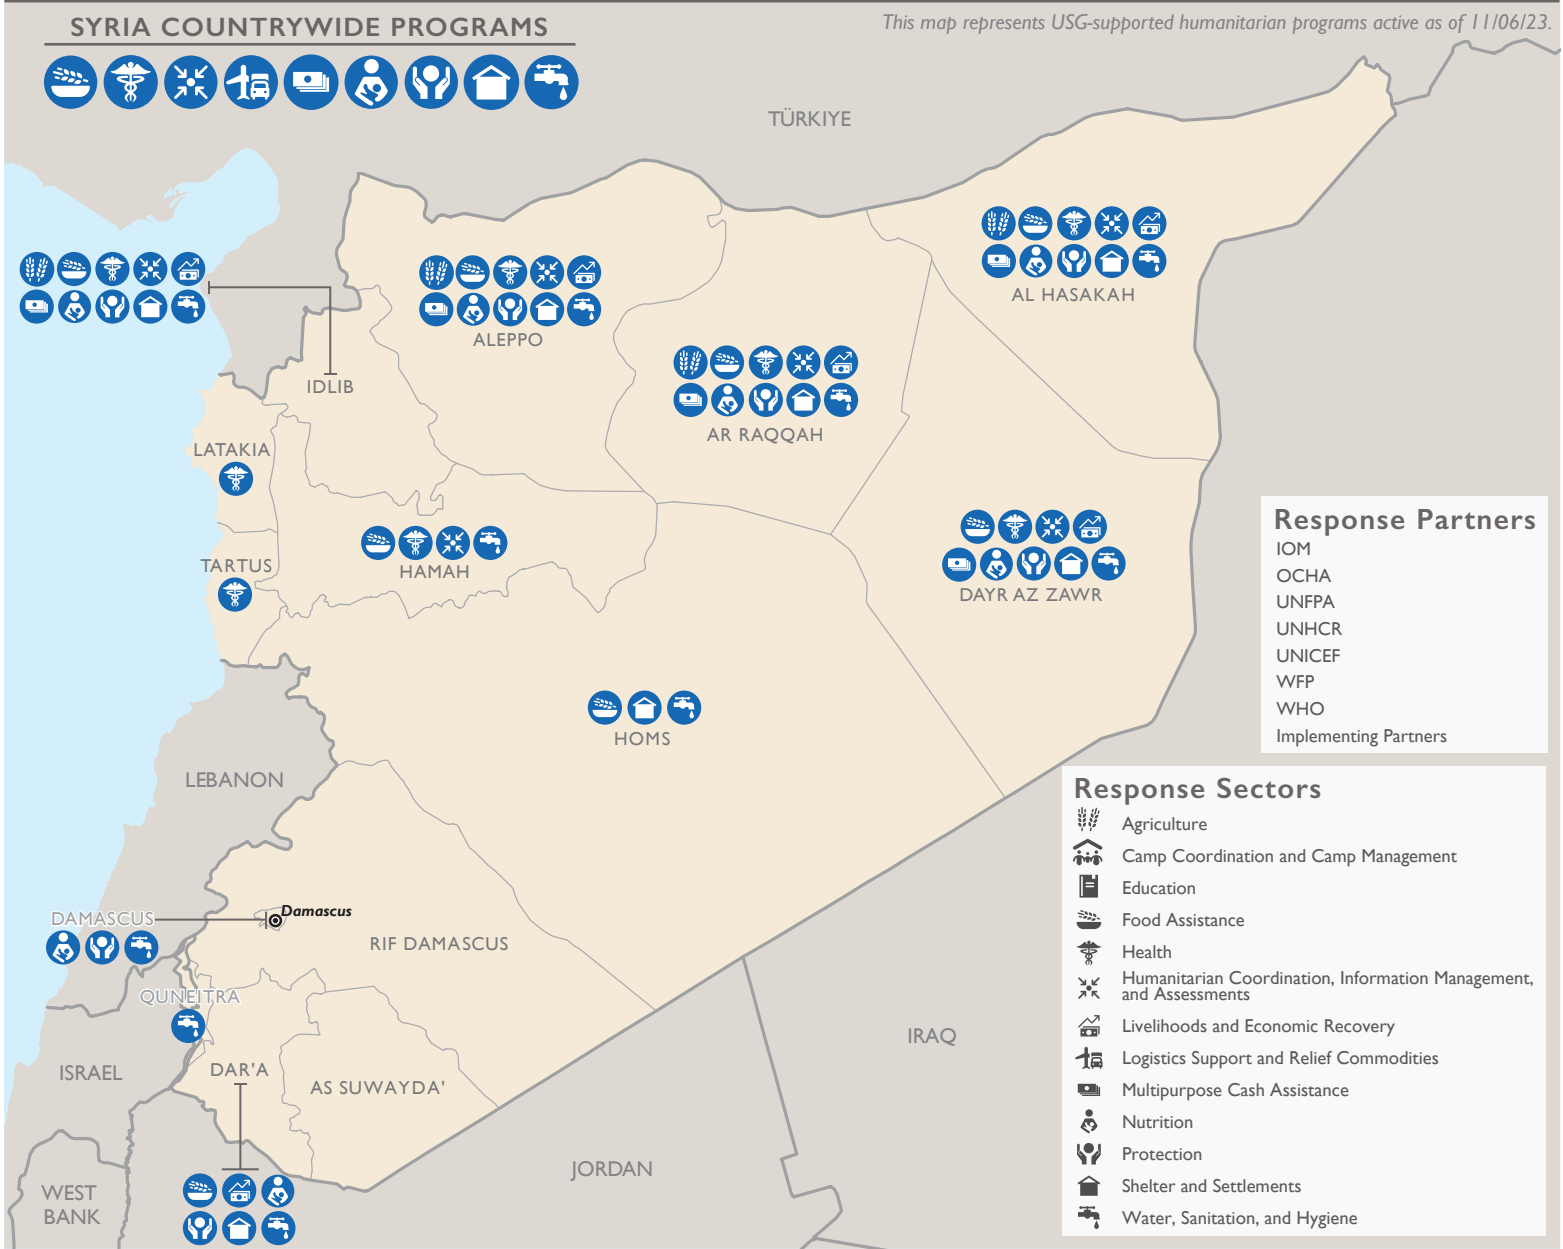 SYRIA COUNTRYWIDE PROGRAMS
This map represents USG-supported humanitarian programs active as of 11/06/23.
TÜRKIYE
AL HASAKAH
ALEPPO
IDLIB
AR RAQQAH
LATAKIA
TARTUS
HAMAH
DAYR AZ ZAWR
HOMS
LEBANON
DAMASCUS
Damascus
RIF DAMASCUS
QUNEITRA
ISRAEL
DAR'A
AS SUWAYDA'
IRAQ
JORDAN
WEST
BANK
Response Partners
IOM
OCHA
UNFPA
UNHCR
UNICEF
WFP
WHO
Implementing Partners
Response Sectors
Agriculture
Camp Coordination and Camp Management
Education
Food Assistance
Health
Humanitarian Coordination, Information Management,
and Assessments
Livelihoods and Economic Recovery
Logistics Support and Relief Commodities
Multipurpose Cash Assistance
Nutrition
Protection
Shelter and Settlements
Water, Sanitation, and Hygiene